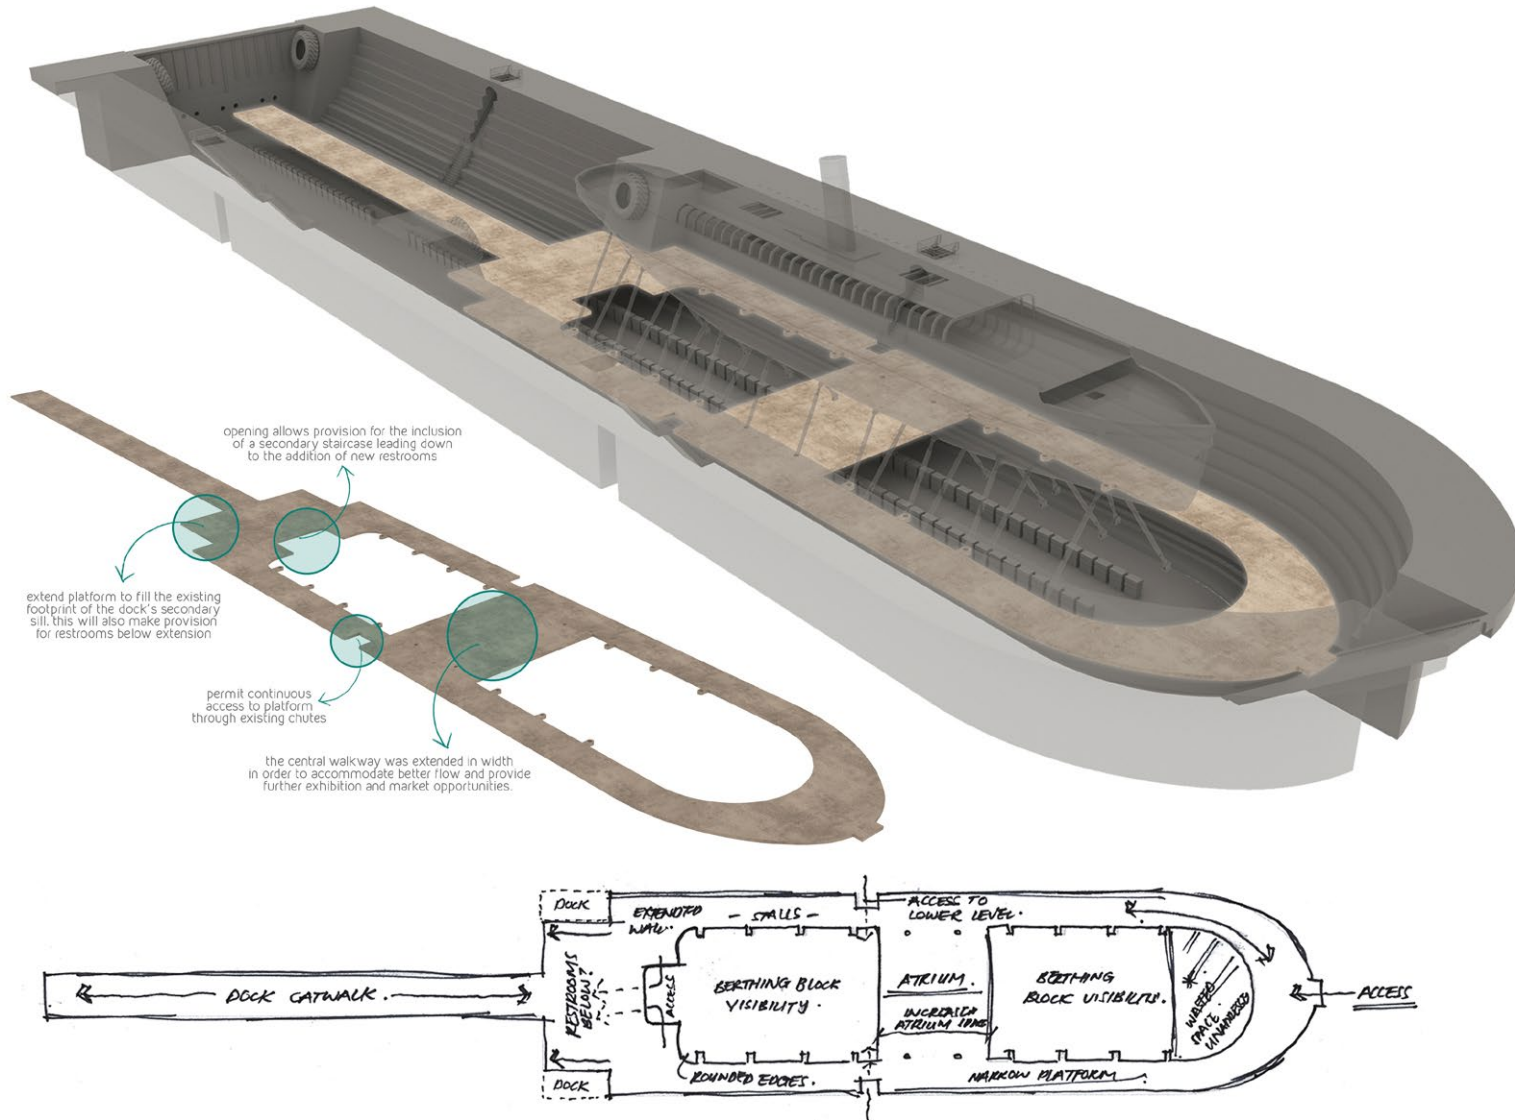 opening allows provision for the inclusion
of a secondary staircase leading down
to the addition of new restrooms
extend platform to fill the existing
footprint of the dock's secondary
sill. this will also make provision
for restrooms below extension
permit continuous
access to platform
through existing chutes
the central walkway was extended in width
in order to accommodate better flow and provide
further exhibition and market opportunities.
DOCK
EXTENDED
WALL.
- STALLS -
ACCESS TO
LOWER LEVEL.
DOCK CATWALK.
RESTROOMS
BELOW?
ACCESS
BERTHING BLOCK
VISIBILITY.
ATRIUM.
INCREASED
ATRIUM SPACE
BERTHING
BLOCK VISIBILITY.
WASTED
SPACE
ACCESS
DOCK
ROUNDED EDGES.
NARROW PLATFORM